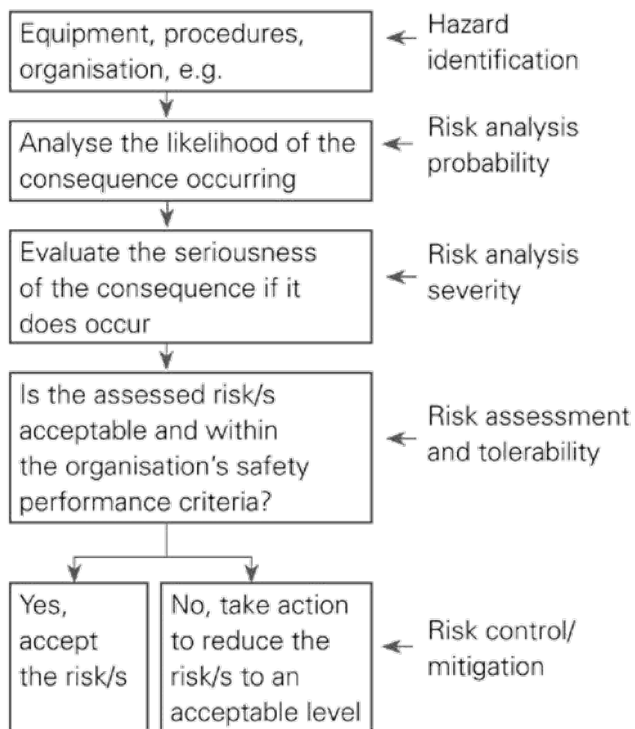 Equipment, procedures,
organisation, e.g.
Hazard
identification
Analyse the likelihood of the
consequence occurring
Risk analysis
probability
Evaluate the seriousness
of the consequence if it
does occur
Risk analysis
severity
Is the assessed risk/s
acceptable and within
the organisation's safety
performance criteria?
Risk assessment
and tolerability
Yes,
accept
the risk/s
No, take action
to reduce the
risk/s to an
acceptable level
Risk control/
mitigation